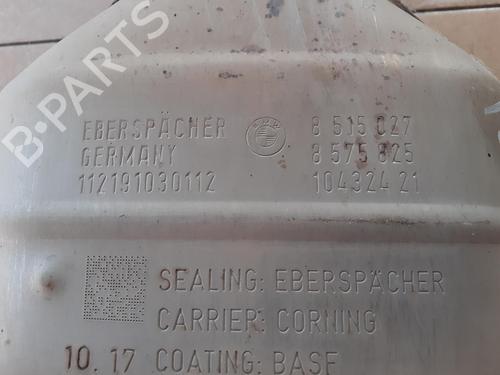 B-PARTS
EBERSPÄCHER 8 515 027
GERMANY 8 575 825
112191030112 10432421
SEALING: EBERSPÄCHER
CARRIER: CORNING
10.17 COATING: BASF